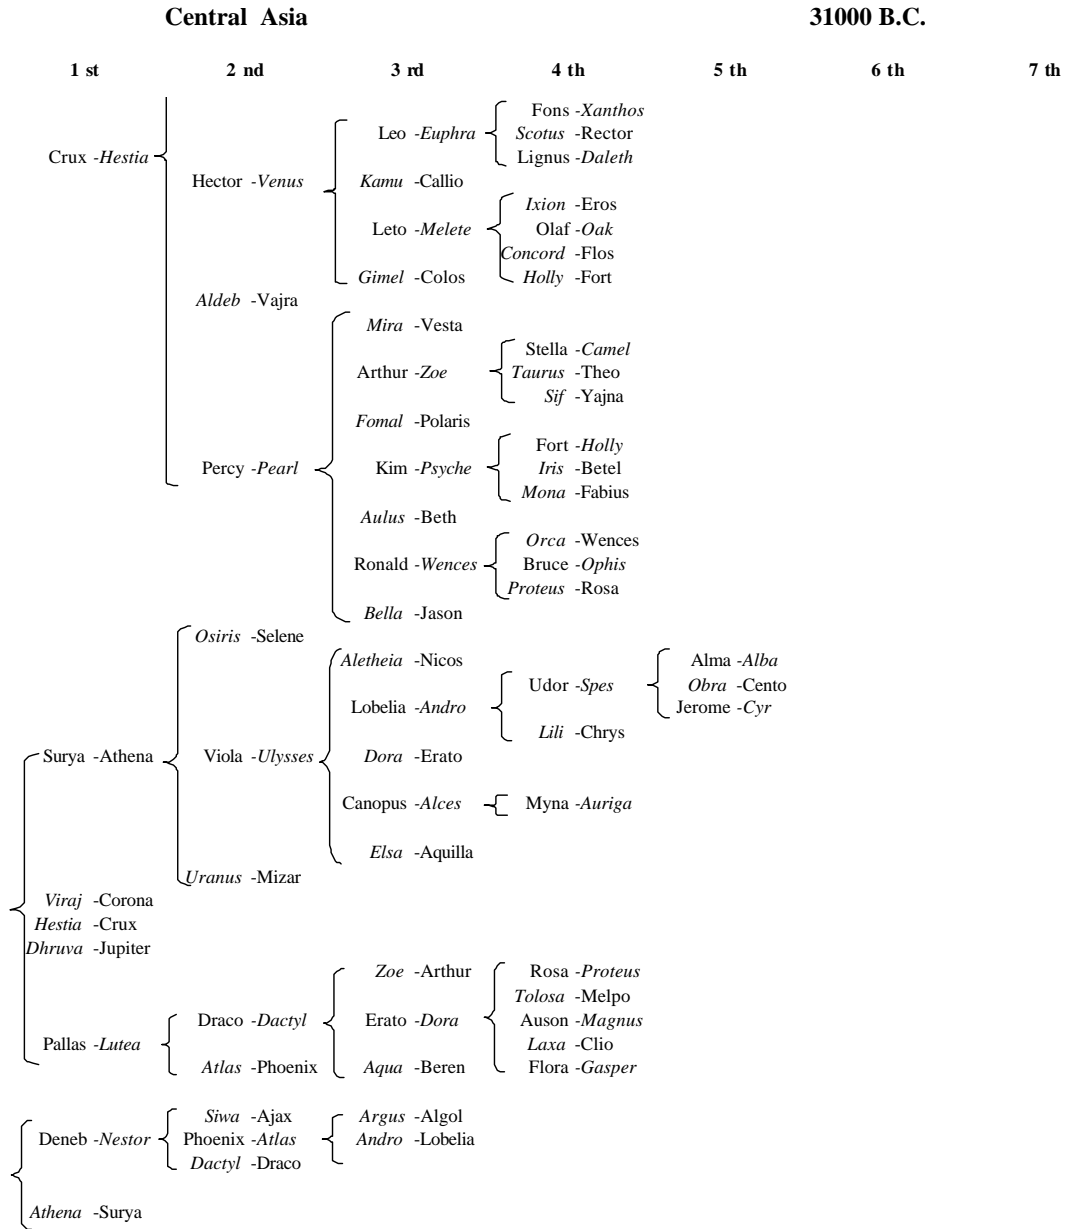 Central Asia 31000 B.C.
1 st 2 nd 3 rd 4 th 5 th 6 th 7 th
Fons -Xanthos
Leo -Euphra Scotus -Rector
Crux -Hestia Lignus -Daleth
Hector -Venus Kamu -Callio
Ixion -Eros
Leto -Melete Olaf -Oak
Concord -Flos
Gimel -Colos Holly -Fort
Aldeb -Vajra
Mira -Vesta
Stella -Camel
Arthur -Zoe Taurus -Theo
Sif -Yajna
Fomal -Polaris
Fort -Holly
Percy -Pearl Kim -Psyche Iris -Betel
Mona -Fabius
Aulus -Beth
Orca -Wences
Ronald -Wences Bruce -Ophis
Proteus -Rosa
Bella -Jason
Osiris -Selene
Aletheia -Nicos Alma -Alba
Udor -Spes Obra -Cento
Lobelia -Andro Jerome -Cyr
Lili -Chrys
Surya -Athena Viola -Ulysses Dora -Erato
Canopus -Alces Myna -Auriga
Elsa -Aquilla
Uranus -Mizar
Viraj -Corona
Hestia -Crux
Dhruva -Jupiter
Zoe -Arthur Rosa -Proteus
Tolosa -Melpo
Draco -Dactyl Erato -Dora Auson -Magnus
Pallas -Lutea Laxa -Clio
Atlas -Phoenix Aqua -Beren Flora -Gasper
Siwa -Ajax Argus -Algol
Deneb -Nestor Phoenix -Atlas Andro -Lobelia
Dactyl -Draco
Athena -Surya